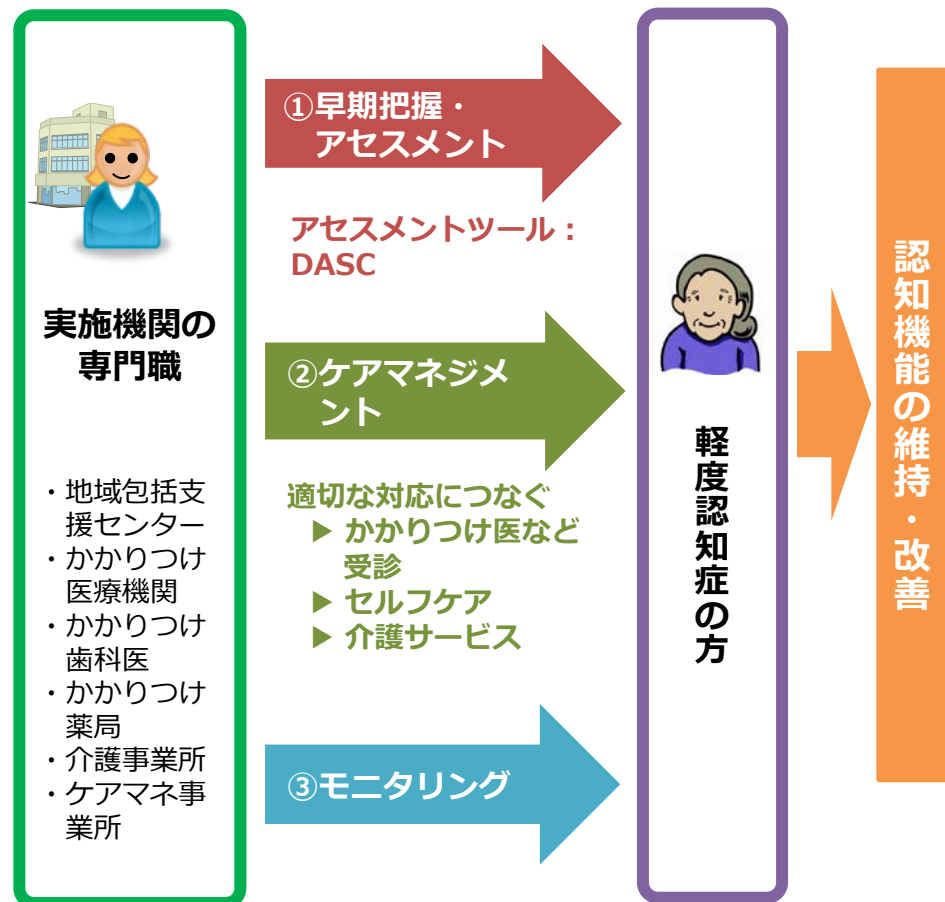 実施機関の
専門職
・地域包括支
援センター
・かかりつけ
医療機関
・かかりつけ
歯科医
・かかりつけ
薬局
・介護事業所
・ケアマネ事
業所
①早期把握・
アセスメント
アセスメントツール：
DASC
②ケアマネジメ
ント
適切な対応につなぐ
▶ かかりつけ医など
受診
▶ セルフケア
▶ 介護サービス
③モニタリング
軽度認知症の方
認知機能の維持・改善